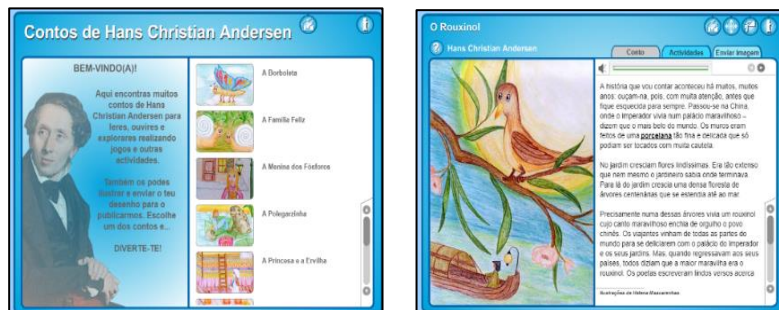 Contos de Hans Christian Andersen
BEM-VINDO(A)!
Aqui encontras muitos
contos de Hans
Christian Andersen para
leres, ouvires e
explorares realizando
jogos e outras
actividades.
Também os podes
ilustrar e enviar o teu
desenho para o
publicarmos. Escolhe
um dos contos e...
DIVERTE-TE!
A Borboleta
A Família Feliz
A Menina dos Fósforos
A Polegarzinha
A Princesa e a Ervilha
O Rouxinol
Hans Christian Andersen
Conto
Actividades
Enviar Imagem
A história que vou contar aconteceu há muitos, muitos
anos: ouçam-na, pois, com muita atenção, antes que
fique esquecida para sempre. Passou-se na China,
onde o Imperador vivia num palácio maravilhoso –
dizem que o mais belo do mundo. Os muros eram
feitos de uma porcelana tão fina e delicada que só
podiam ser tocados com muita cautela.
No jardim cresciam flores lindíssimas. Era tão extenso
que nem mesmo o jardineiro sabia onde terminava.
Para lá do jardim crescia uma densa floresta de
árvores centenárias que se estendia até ao mar.
Precisamente numa dessas árvores vivia um rouxinol
cujo canto maravilhoso enchia de orgulho o povo
chinês. Os viajantes vinham de todas as partes do
mundo para se deliciarem com o palácio do Imperador
e os seus jardins. Mas, quando regressavam aos seus
países, todos diziam que a maior maravilha era o
rouxinol. Os poetas escreveram lindos versos acerca
Ilustrações de Helena Mascarenhas